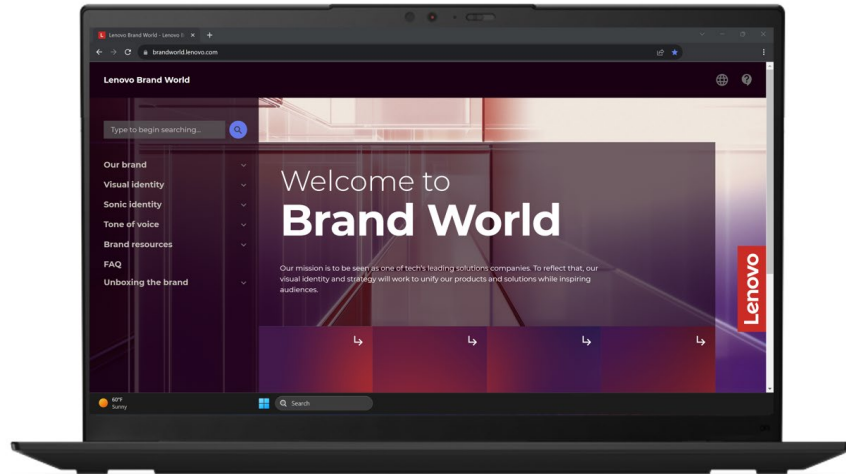 Lenovo Brand World - Lenovo B
brandworld.lenovo.com
Lenovo Brand World
Type to begin searching...
Our brand
Visual identity
Sonic identity
Tone of voice
Brand resources
FAQ
Unboxing the brand
Welcome to
Brand World
Our mission is to be seen as one of tech's leading solutions companies. To reflect that, our
visual identity and strategy will work to unify our products and solutions while inspiring
audiences.
Lenovo
60°F
Sunny
Search